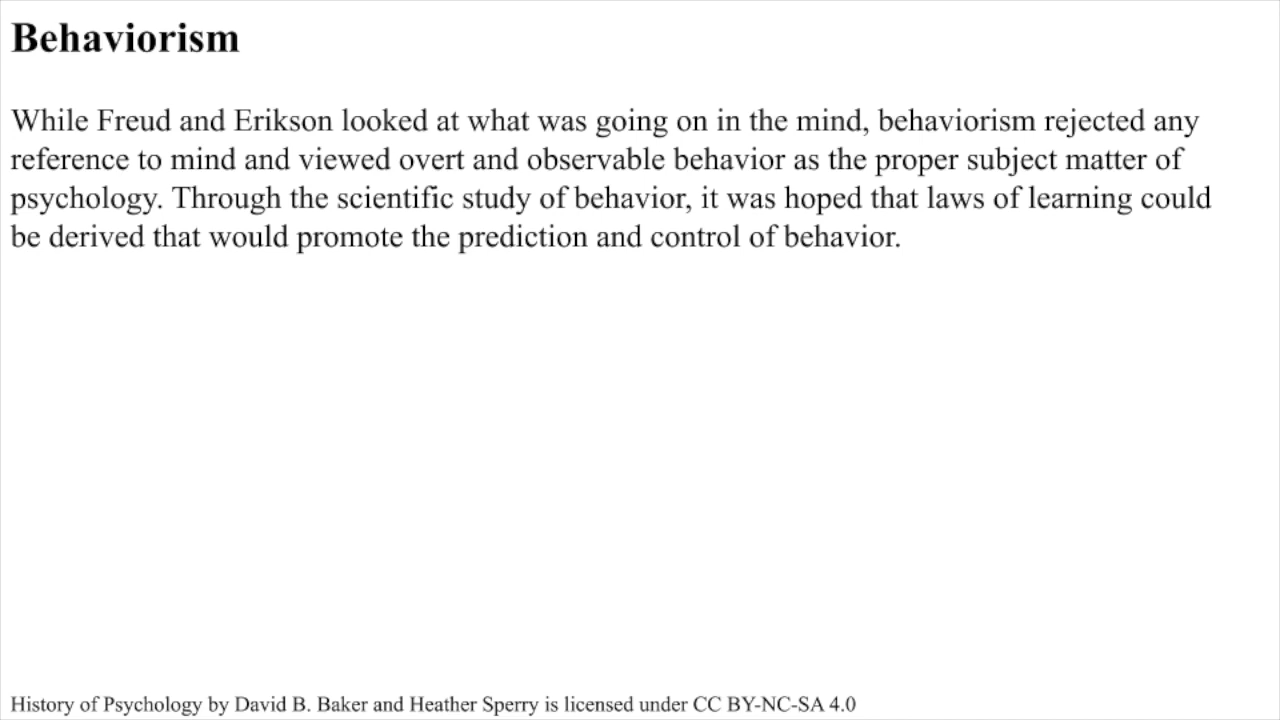 Behaviorism
While Freud and Erikson looked at what was going on in the mind, behaviorism rejected any
reference to mind and viewed overt and observable behavior as the proper subject matter of
psychology. Through the scientific study of behavior, it was hoped that laws of learning could
be derived that would promote the prediction and control of behavior.
History of Psychology by David B. Baker and Heather Sperry is licensed under CC BY-NC-SA 4.0